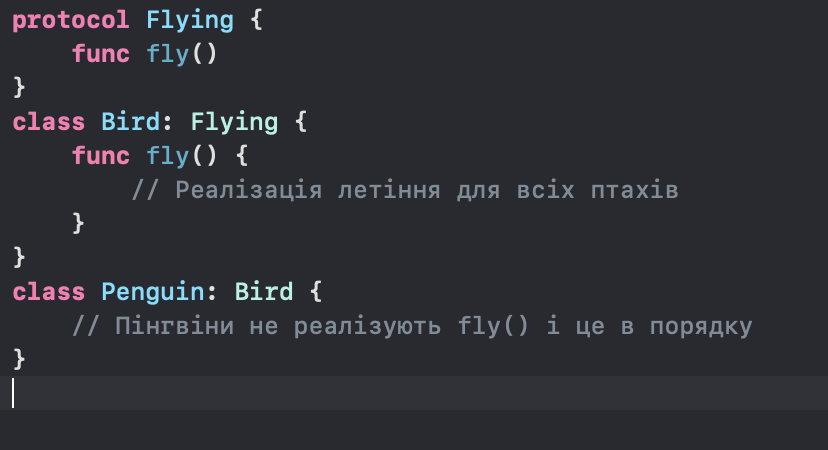 protocol Flying {
    func fly()
}
class Bird: Flying {
    func fly() {
        // Реалізація летіння для всіх птахів
    }
}
class Penguin: Bird {
    // Пінгвіни не реалізують fly() і це в порядку
}